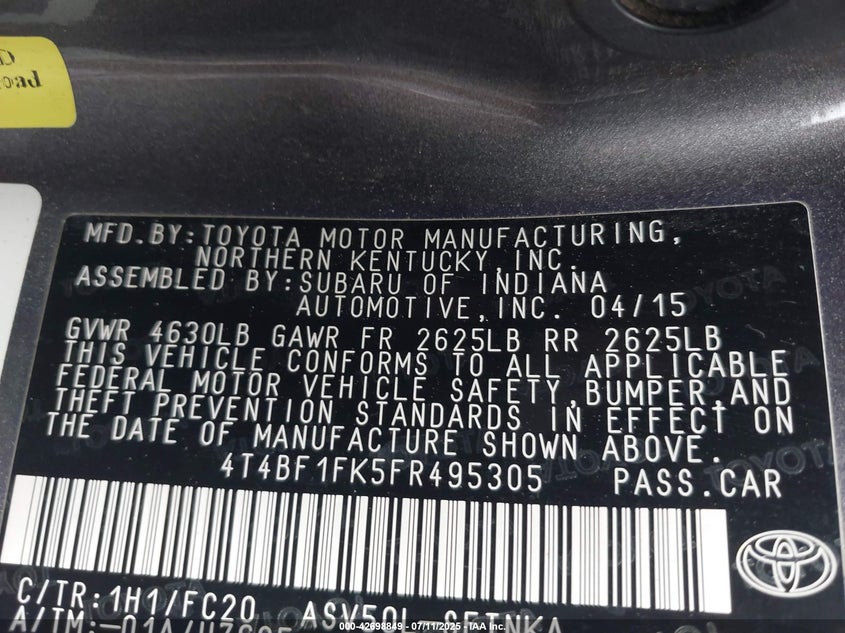 oad
MFD.BY:TOYOTA MOTOR MANUFACTURING,
NORTHERN KENTUCKY,INC.
ASSEMBLED BY:SUBARU OF INDIANA
AUTOMOTIVE,INC. 04/15
GVWR 4630LB GAWR FR 2625LB RR 2625LB
THIS VEHICLE CONFORMS TO ALL APPLICABLE
FEDERAL MOTOR VEHICLE SAFETY,BUMPER,AND
THEFT PREVENTION STANDARDS IN EFFECT ON
THE DATE OF MANUFACTURE SHOWN ABOVE.
4T4BF1FK5FR495305 PASS.CAR
C/TR:1H1/FC20 ASV50L-CETNKA
A/TM:
000-42698849 - 07/11/2025 - IAA Inc.